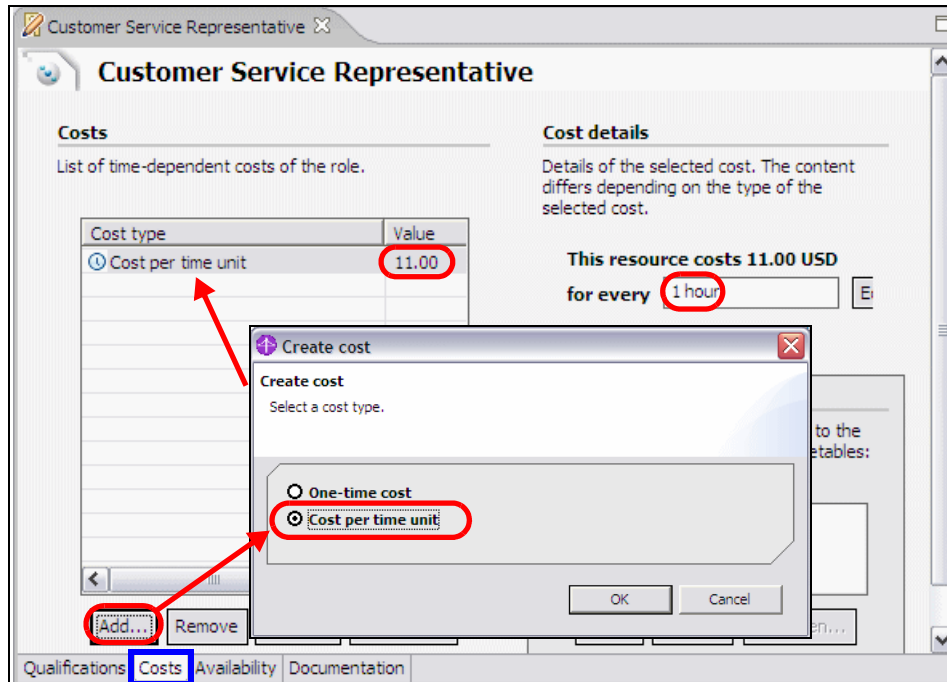 Customer Service Representative
Customer Service Representative
Costs
List of time-dependent costs of the role.
Cost type Value
Cost per time unit 11.00
Cost details
Details of the selected cost. The content
differs depending on the type of the
selected cost.
This resource costs 11.00 USD
for every 1 hour
to the
etables:
Create cost
Create cost
Select a cost type.
One-time cost
Cost per time unit
OK Cancel
Add... Remove
Qualifications Costs Availability Documentation